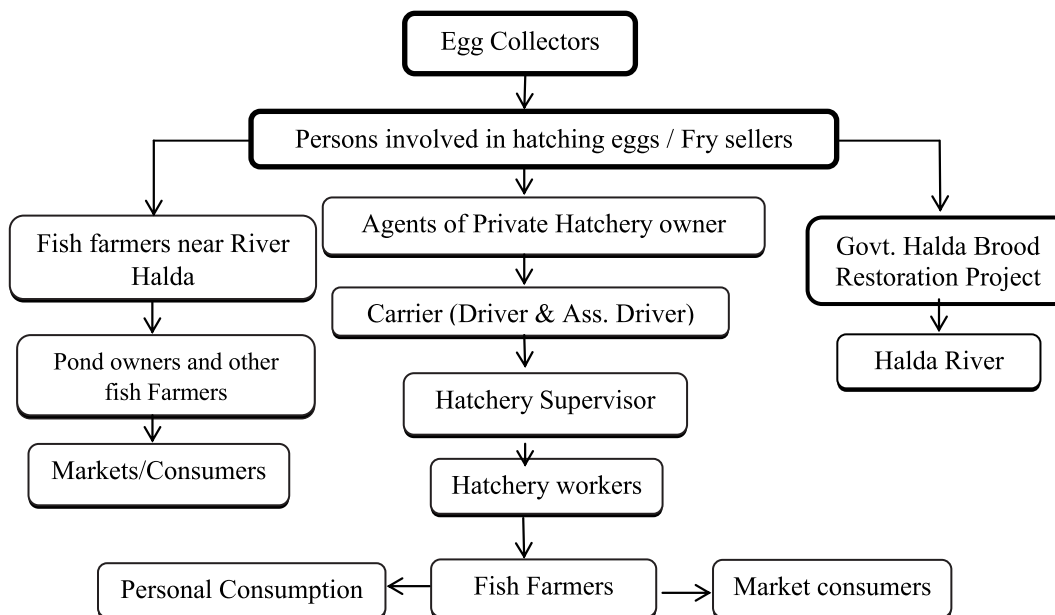 Egg Collectors
Persons involved in hatching eggs / Fry sellers
Fish farmers near River
Halda
Agents of Private Hatchery owner
Govt. Halda Brood
Restoration Project
Carrier (Driver & Ass. Driver)
Pond owners and other
fish Farmers
Halda River
Hatchery Supervisor
Markets/Consumers
Hatchery workers
Personal Consumption
Fish Farmers
Market consumers